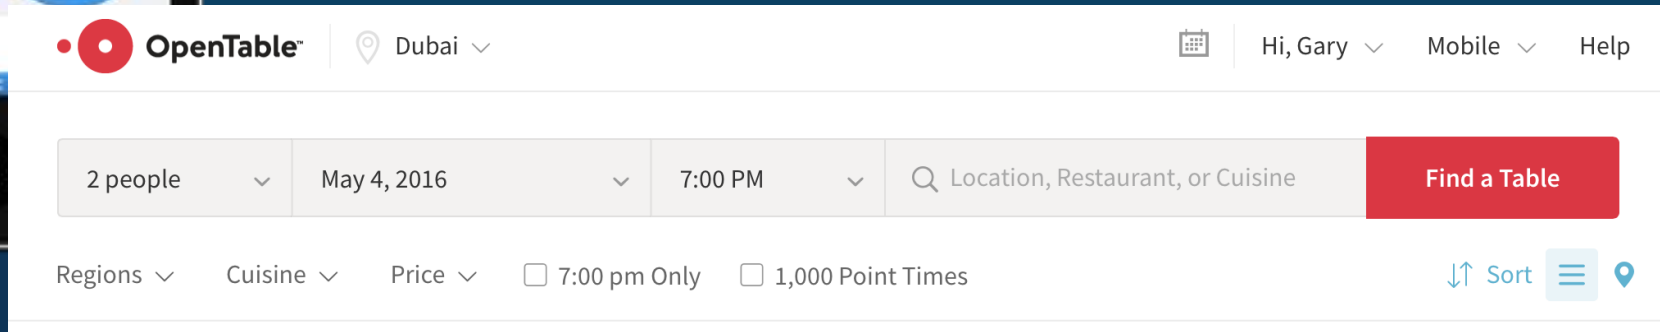 OpenTable™ Dubai Hi, Gary Mobile Help
2 people May 4, 2016 7:00 PM Location, Restaurant, or Cuisine Find a Table
Regions Cuisine Price 7:00 pm Only 1,000 Point Times Sort